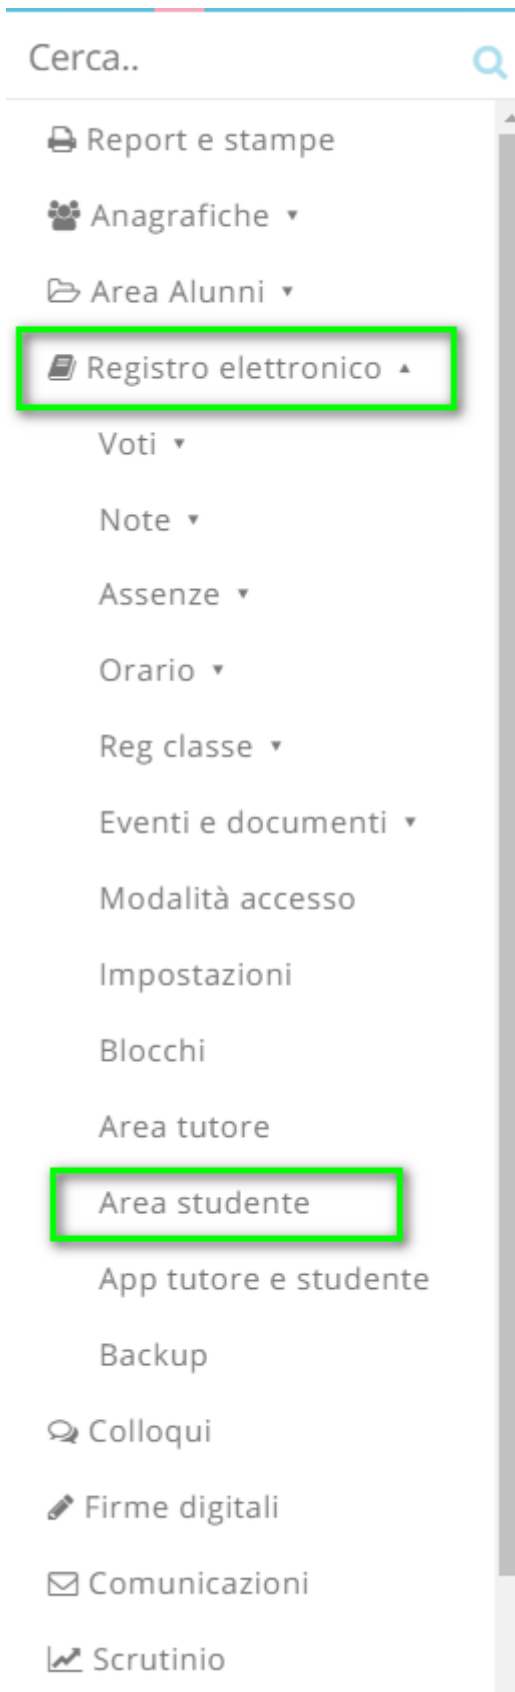 Cerca..
Report e stampe
Anagrafiche
Area Alunni
Registro elettronico
Voti
Note
Assenze
Orario
Reg classe
Eventi e documenti
Modalità accesso
Impostazioni
Blocchi
Area tutore
Area studente
App tutore e studente
Backup
Colloqui
Firme digitali
Comunicazioni
Scrutinio